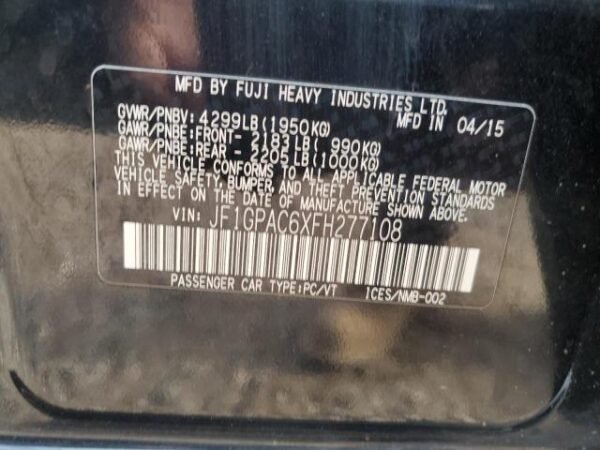 MFD BY FUJI HEAVY INDUSTRIES LTD.
GVWR/PNBV: 4299LB(1950KG) MFD IN 04/15
GAWR/PNBE:FRONT- 2183LB( 990KG)
GAWR/PNBE:REAR - 2205LB(1000KG)
THIS VEHICLE CONFORMS TO ALL APPLICABLE FEDERAL MOTOR
VEHICLE SAFETY, BUMPER, AND THEFT PREVENTION STANDARDS
IN EFFECT ON THE DATE OF MANUFACTURE SHOWN ABOVE.
VIN: JF1GPAC6XFH277108
PASSENGER CAR TYPE:PC/VT ICES/NMB-002